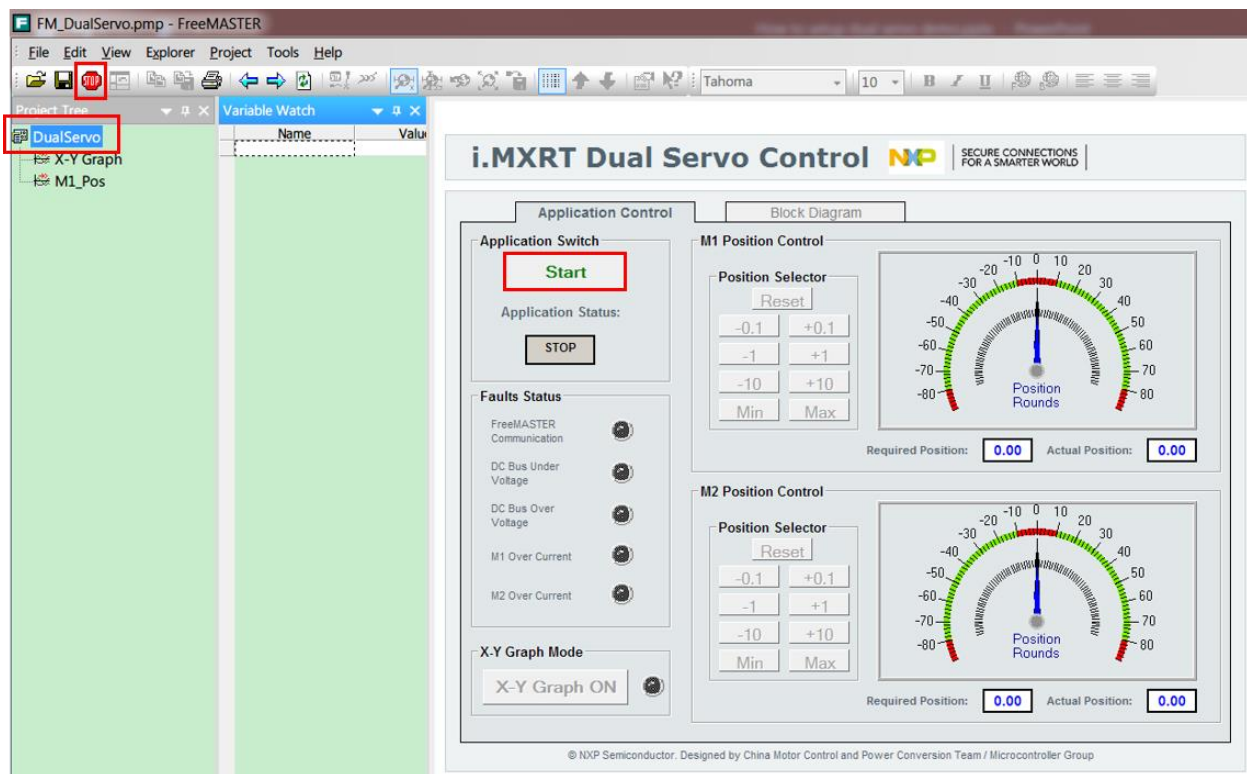 FM_DualServo.pmp - FreeMASTER
File Edit View Explorer Project Tools Help
STOP
Tahoma 10 B I U
Project Tree
Variable Watch
DualServo
X-Y Graph
M1_Pos
Name
i.MXRT Dual Servo Control NXP SECURE CONNECTIONS
FOR A SMARTER WORLD
Application Control Block Diagram
Application Switch
Start
Application Status:
STOP
Faults Status
FreeMASTER
Communication
DC Bus Under
Voltage
DC Bus Over
Voltage
M1 Over Current
M2 Over Current
X-Y Graph Mode
X-Y Graph ON
M1 Position Control
Position Selector
Reset
-0.1 +0.1
-1 +1
-10 +10
Min Max
-80 -70 -60 -50 -40 -30 -20 -10 0 10 20 30 40 50 60 70 80
Position
Rounds
Required Position: 0.00 Actual Position: 0.00
M2 Position Control
Position Selector
Reset
-0.1 +0.1
-1 +1
-10 +10
Min Max
-80 -70 -60 -50 -40 -30 -20 -10 0 10 20 30 40 50 60 70 80
Position
Rounds
Required Position: 0.00 Actual Position: 0.00
© NXP Semiconductor. Designed by China Motor Control and Power Conversion Team / Microcontroller Group